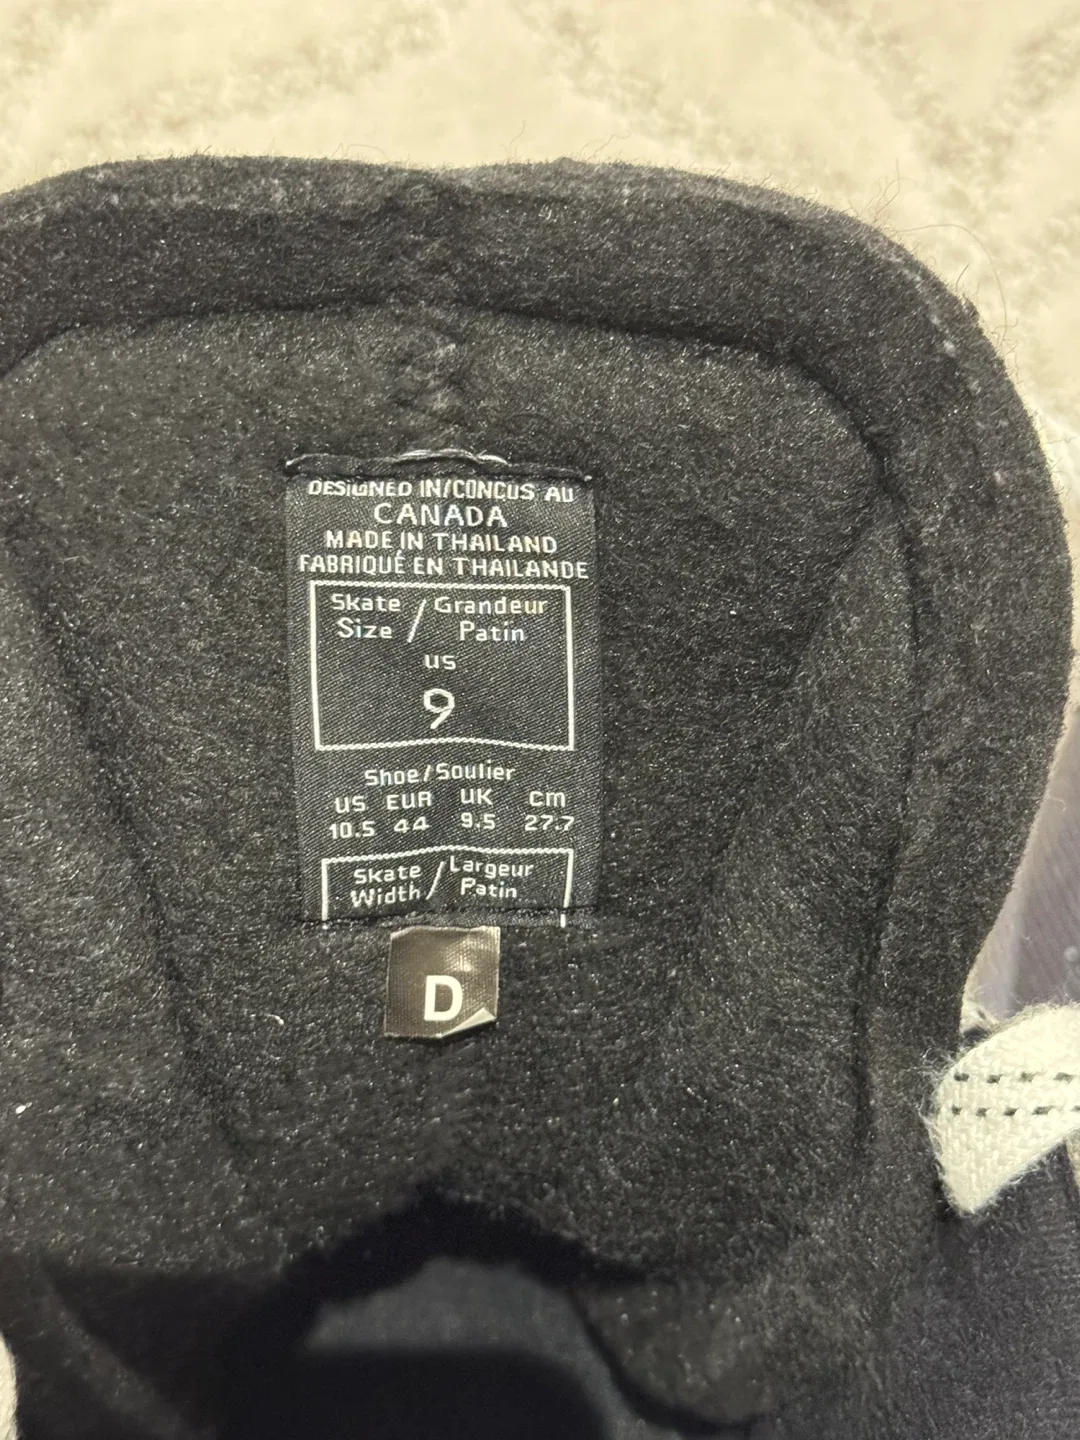 DESIGNED IN/CONCUS AU
CANADA
MADE IN THAILAND
FABRIQUÉ EN THAILANDE
Skate / Grandeur
Size Patin
US
9
Shoe/Soulier
US EUR UK cm
10.5 44 9.5 27.7
Skate / Largeur
Width Patin
D